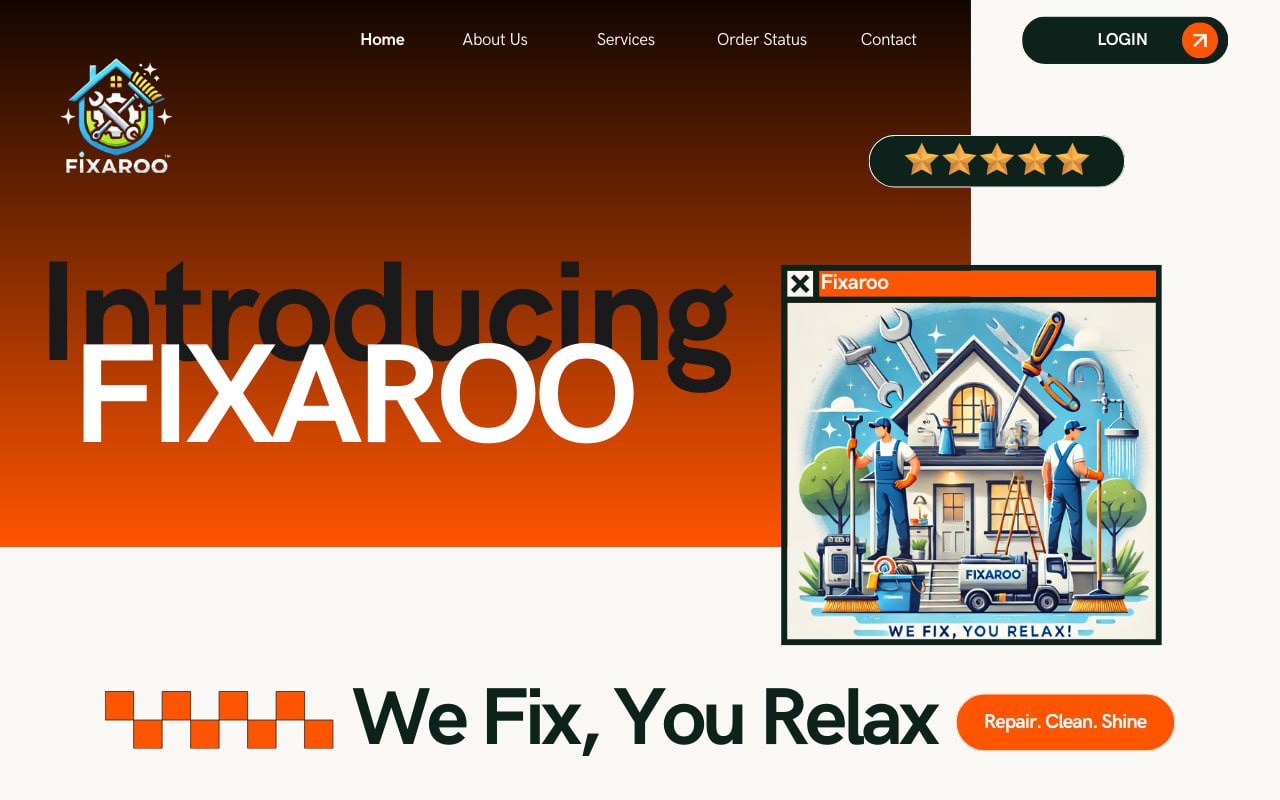 Home
About Us
Services
Order Status
Contact
LOGIN
FiXAROO™
Introducing
FIXAROO
Fixaroo
FIXAROO
WE FIX, YOU RELAX!
We Fix, You Relax
Repair. Clean. Shine